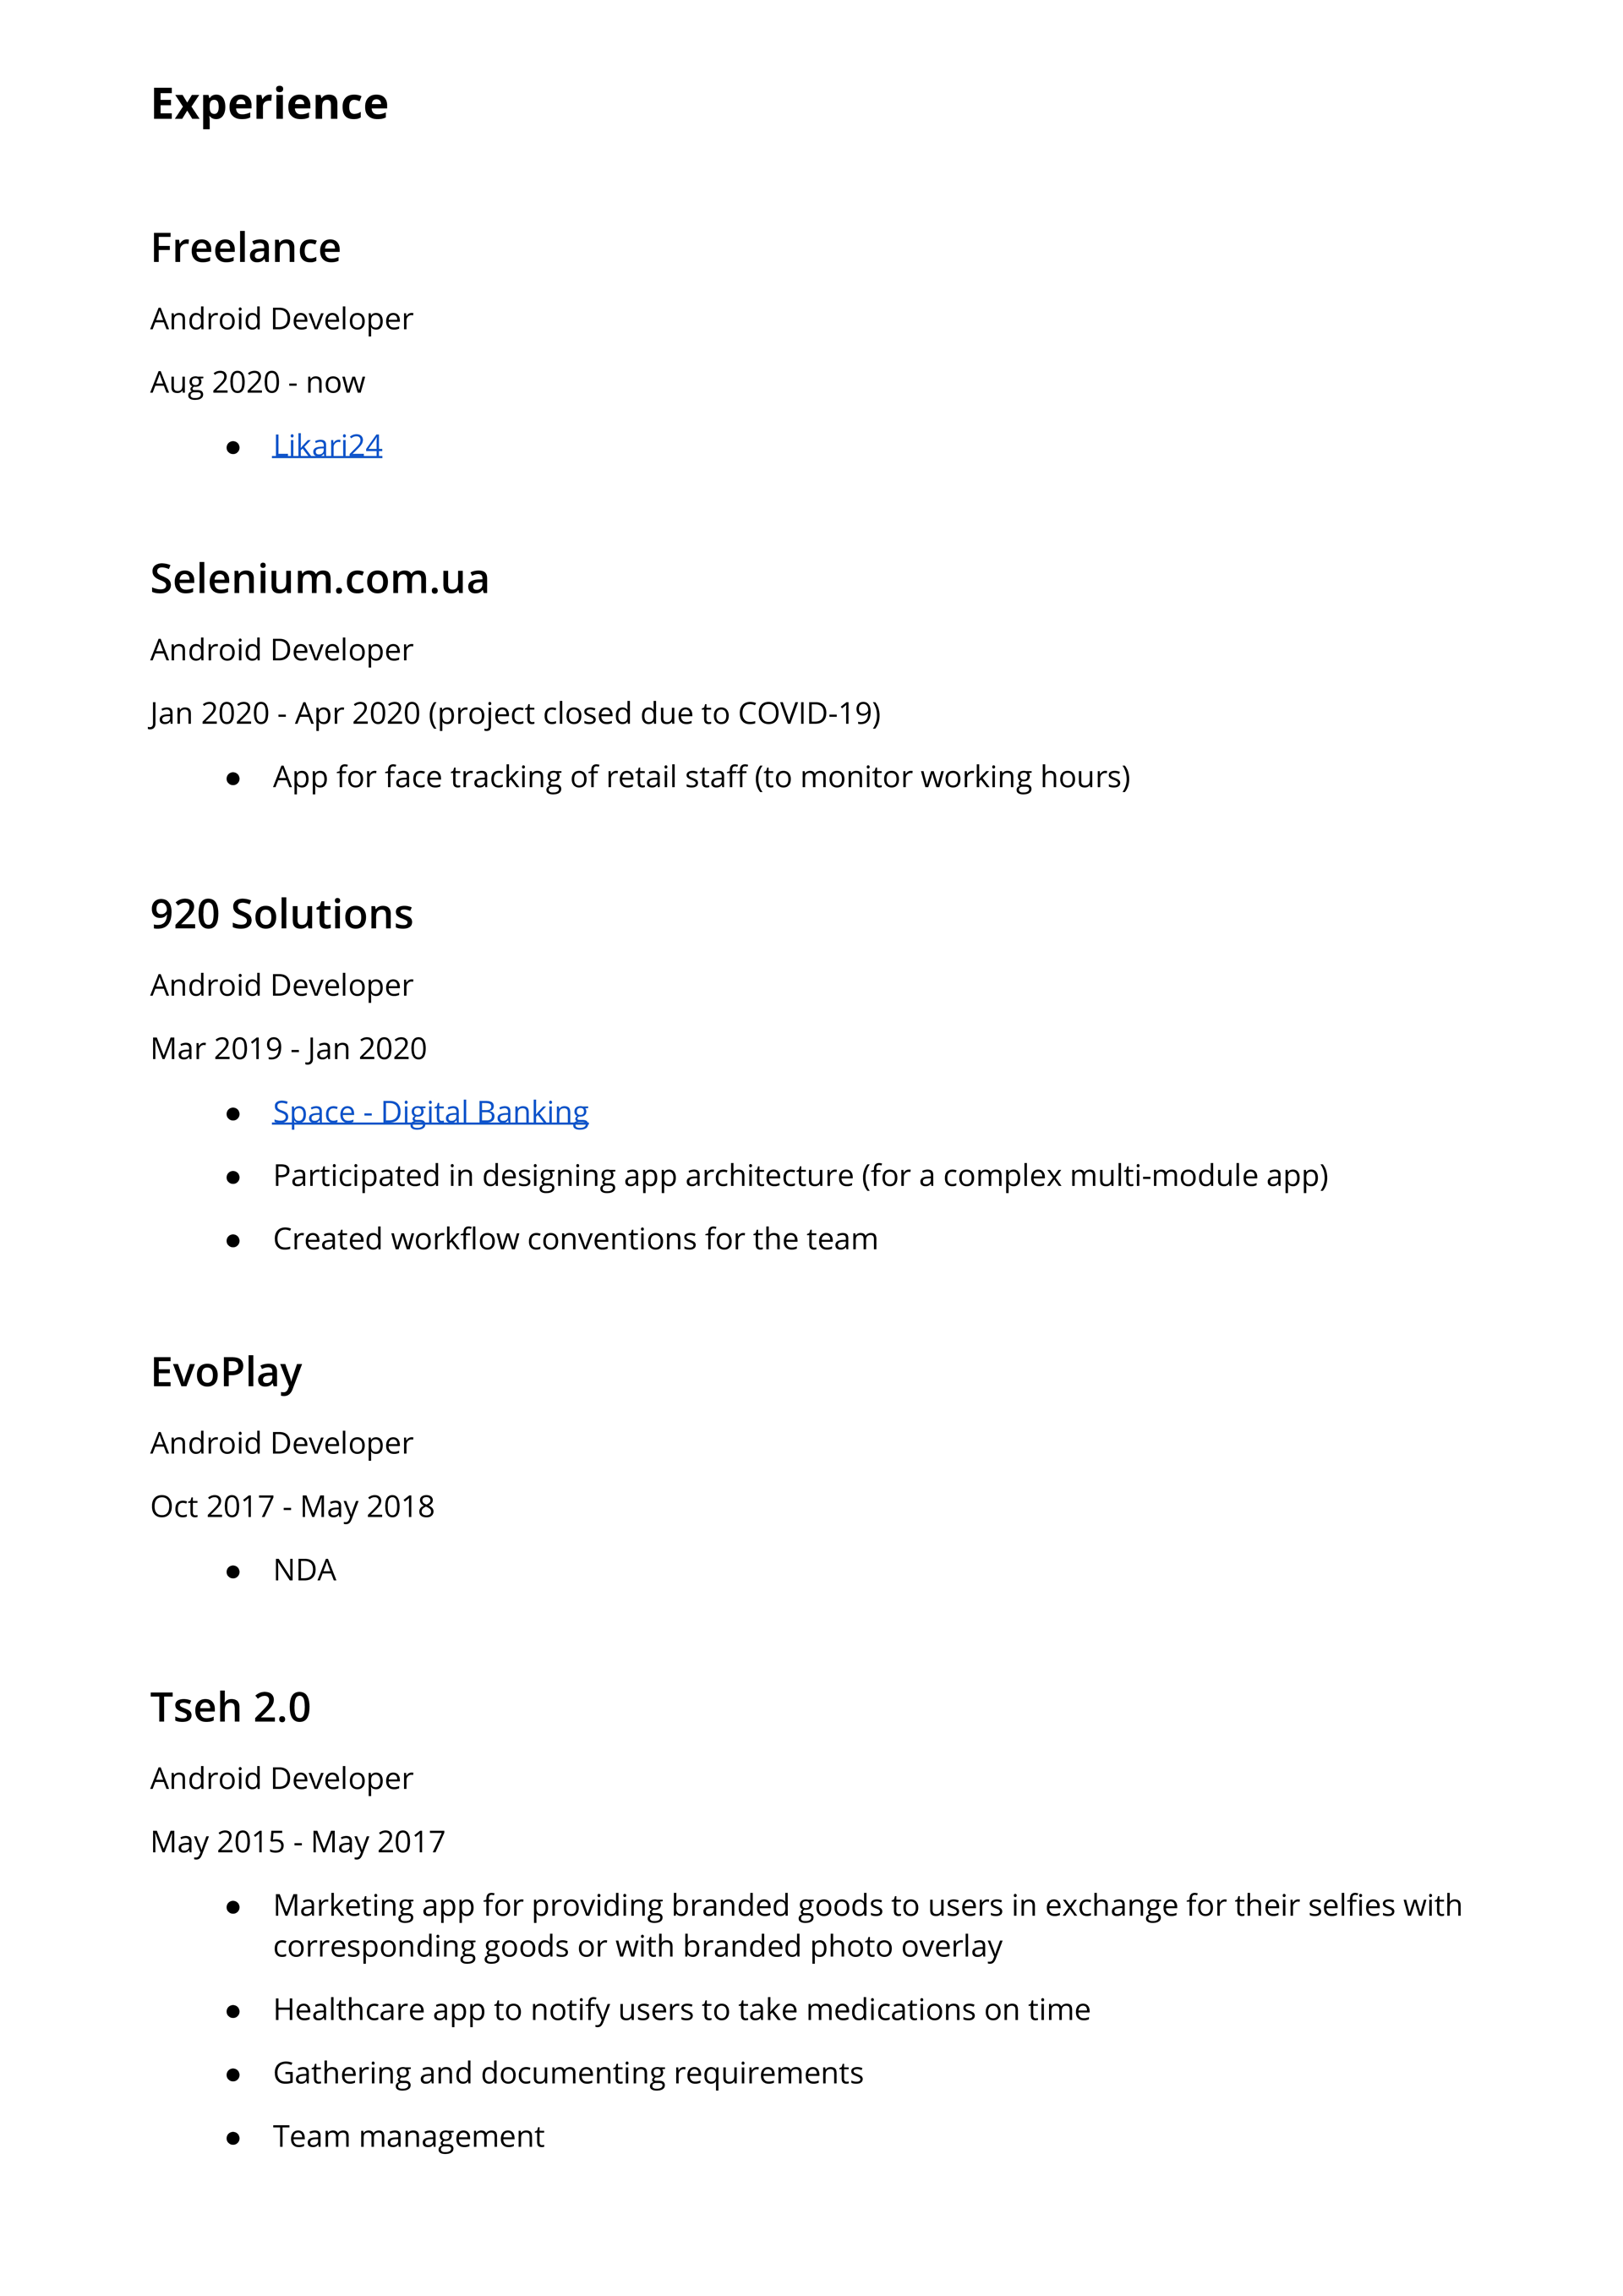 Experience
Freelance
Android Developer
Aug 2020 - now
● Likari24
Selenium.com.ua
Android Developer
Jan 2020 - Apr 2020 (project closed due to COVID-19)
● App for face tracking of retail staff (to monitor working hours)
920 Solutions
Android Developer
Mar 2019 - Jan 2020
● Space - Digital Banking
● Participated in designing app architecture (for a complex multi-module app)
● Created workflow conventions for the team
EvoPlay
Android Developer
Oct 2017 - May 2018
● NDA
Tseh 2.0
Android Developer
May 2015 - May 2017
● Marketing app for providing branded goods to users in exchange for their selfies with
corresponding goods or with branded photo overlay
● Healthcare app to notify users to take medications on time
● Gathering and documenting requirements
● Team management